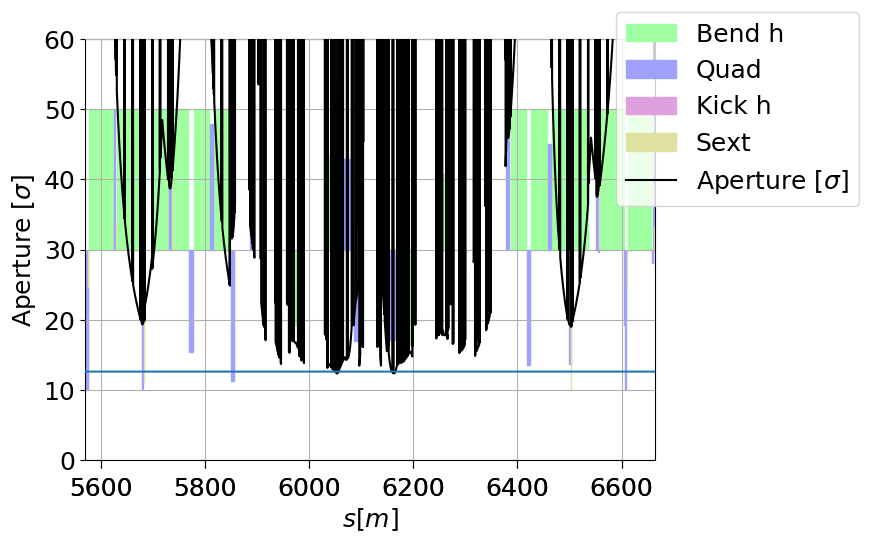 Bend h
Quad
Kick h
Sext
Aperture [σ]
60
50
40
30
20
10
0
Aperture [σ]
5600 5800 6000 6200 6400 6600
s[m]